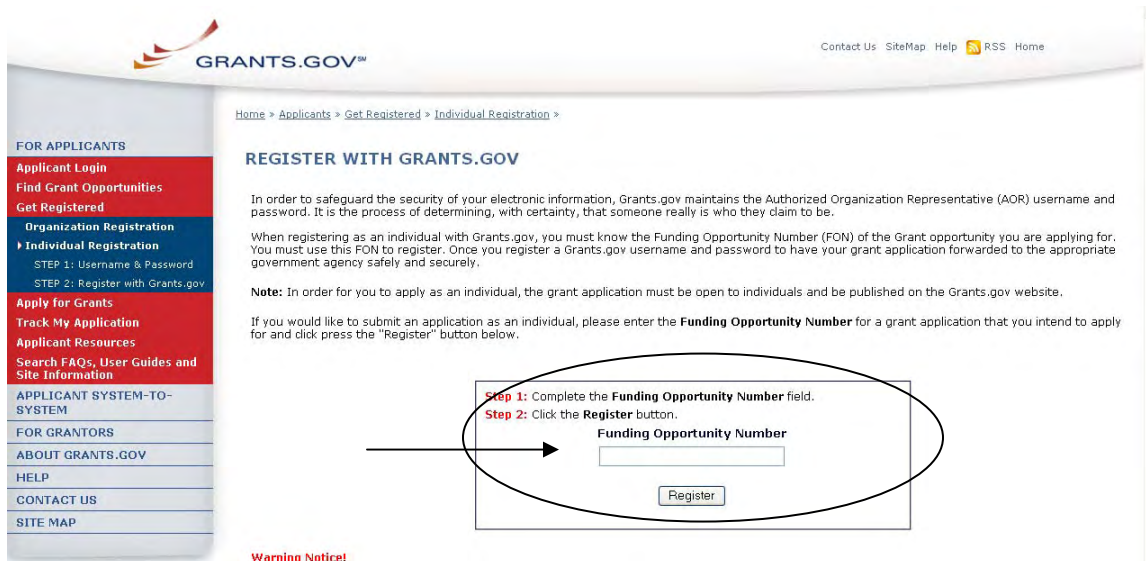 GRANTS.GOV℠
Contact Us SiteMap Help RSS Home
Home » Applicants » Get Registered » Individual Registration »
FOR APPLICANTS
Applicant Login
Find Grant Opportunities
Get Registered
Organization Registration
Individual Registration
STEP 1: Username & Password
STEP 2: Register with Grants.gov
Apply for Grants
Track My Application
Applicant Resources
Search FAQs, User Guides and
Site Information
APPLICANT SYSTEM-TO-
SYSTEM
FOR GRANTORS
ABOUT GRANTS.GOV
HELP
CONTACT US
SITE MAP
REGISTER WITH GRANTS.GOV
In order to safeguard the security of your electronic information, Grants.gov maintains the Authorized Organization Representative (AOR) username and
password. It is the process of determining, with certainty, that someone really is who they claim to be.
When registering as an individual with Grants.gov, you must know the Funding Opportunity Number (FON) of the Grant opportunity you are applying for.
You must use this FON to register. Once you register a Grants.gov username and password to have your grant application forwarded to the appropriate
government agency safely and securely.
Note: In order for you to apply as an individual, the grant application must be open to individuals and be published on the Grants.gov website.
If you would like to submit an application as an individual, please enter the Funding Opportunity Number for a grant application that you intend to apply
for and click press the "Register" button below.
Step 1: Complete the Funding Opportunity Number field.
Step 2: Click the Register button.
Funding Opportunity Number
Register
Warning Notice!